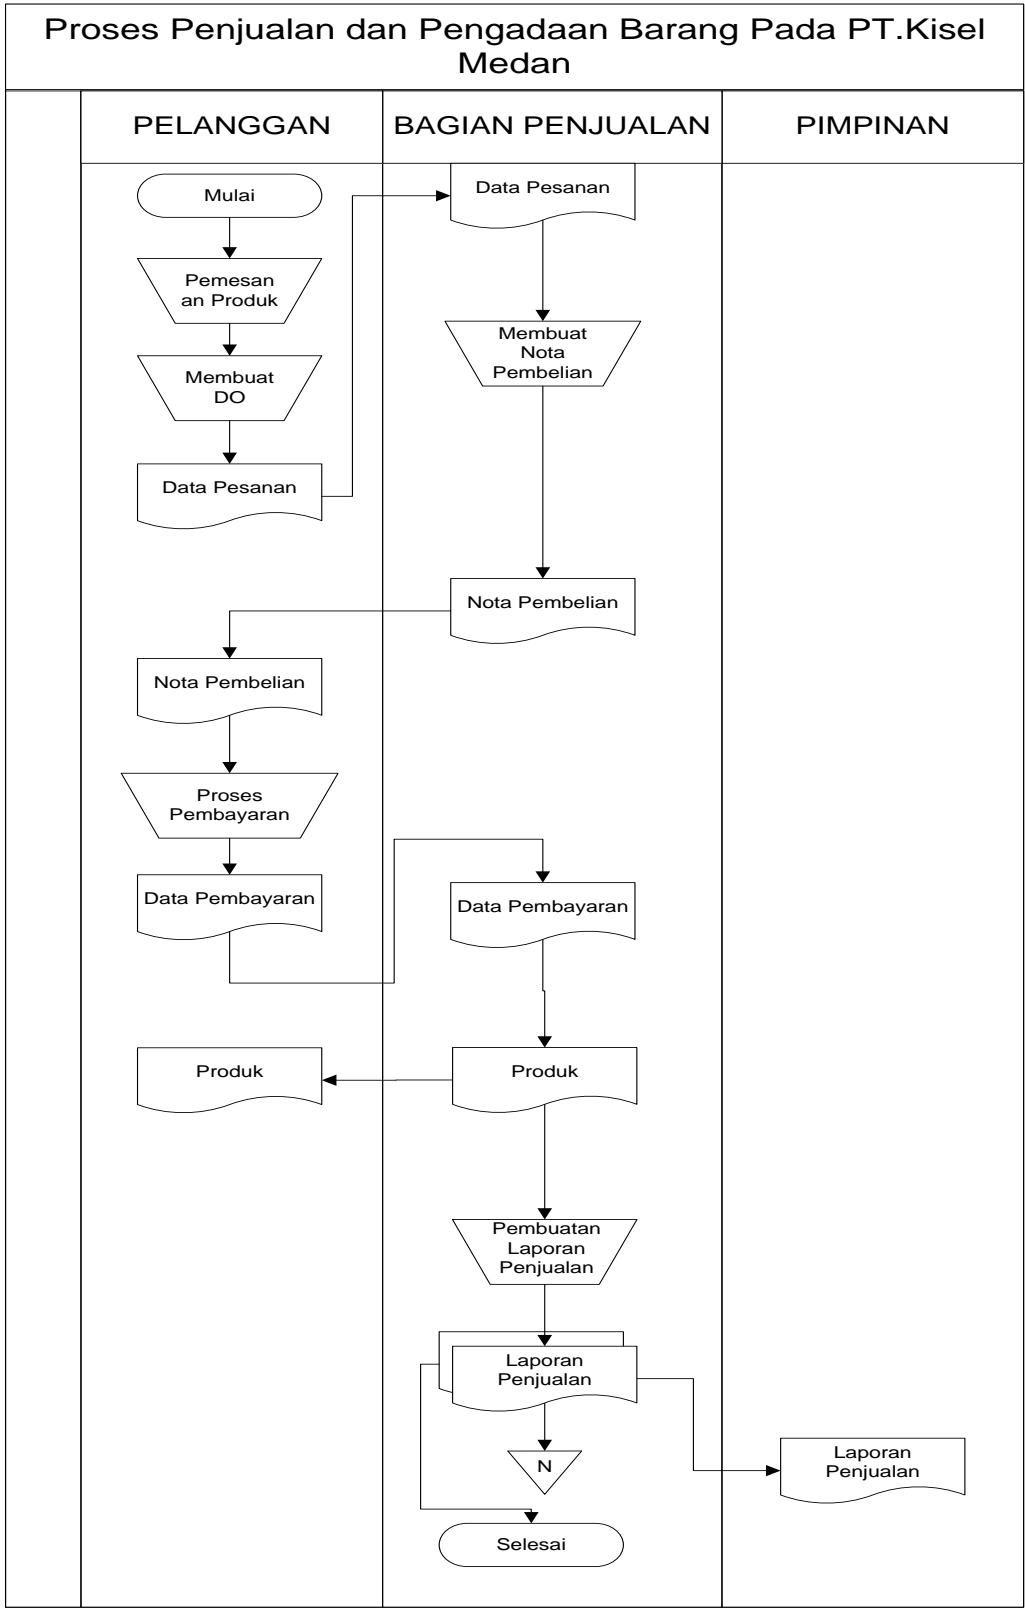 Proses Penjualan dan Pengadaan Barang Pada PT.Kisel
Medan
PELANGGAN
BAGIAN PENJUALAN
PIMPINAN
Mulai
Data Pesanan
Pemesan
an Produk
Membuat
Nota
Pembelian
Membuat
DO
Data Pesanan
Nota Pembelian
Nota Pembelian
Proses
Pembayaran
Data Pembayaran
Data Pembayaran
Produk
Produk
Pembuatan
Laporan
Penjualan
Laporan
Penjualan
N
Laporan
Penjualan
Selesai